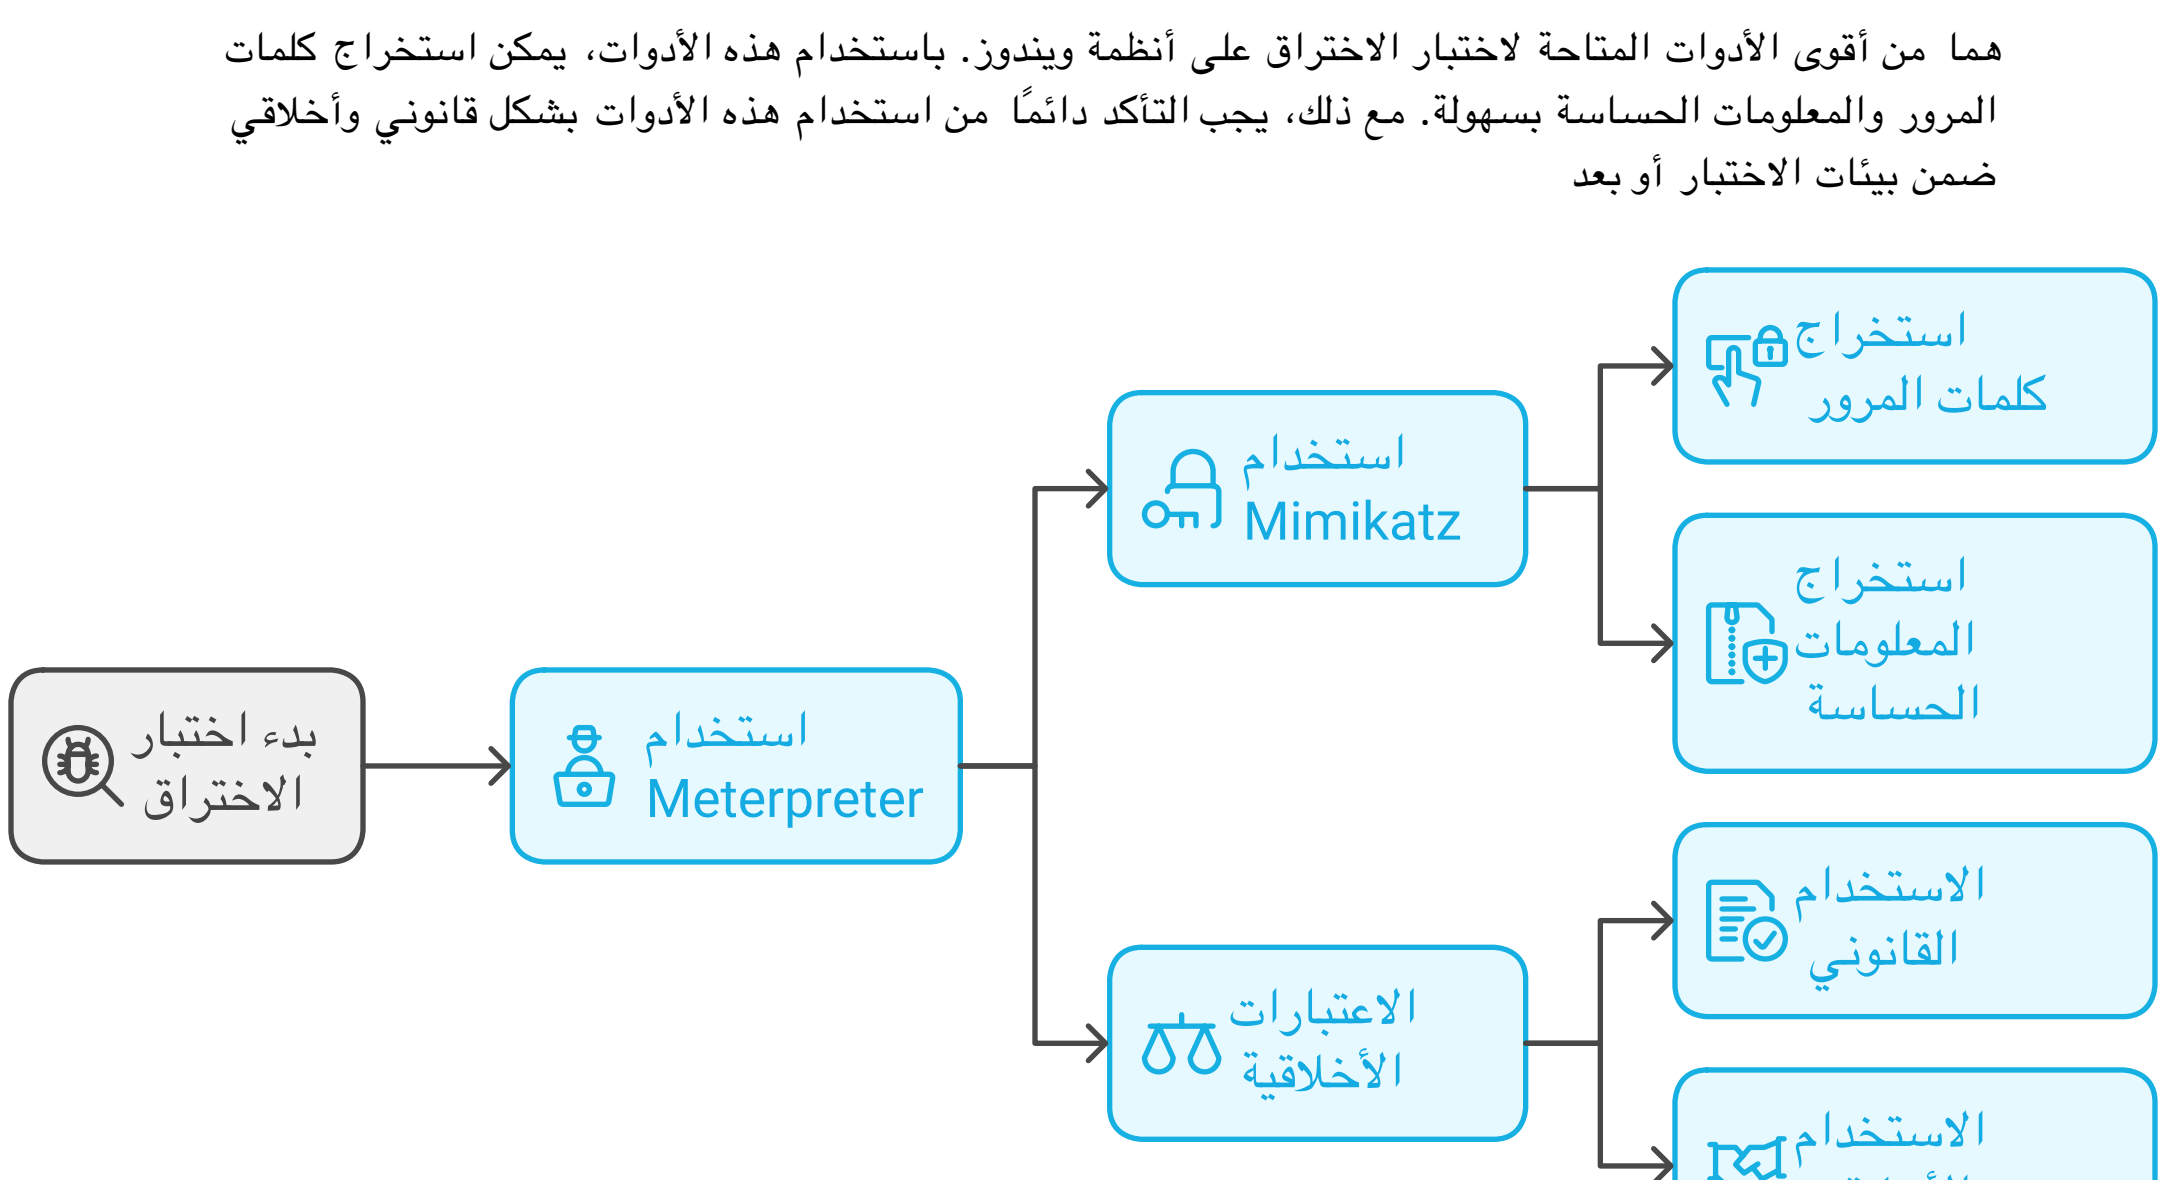 هما من أقوى الأدوات المتاحة لاختبار الاختراق على أنظمة ويندوز. باستخدام هذه الأدوات، يمكن استخراج كلمات
المرور والمعلومات الحساسة بسهولة. مع ذلك، يجب التأكد دائمًا من استخدام هذه الأدوات بشكل قانوني وأخلاقي
ضمن بيئات الاختبار أو بعد
بدء اختبار
الاختراق
استخدام
Meterpreter
استخدام
Mimikatz
استخراج
كلمات المرور
استخراج
المعلومات
الحساسة
الاعتبارات
الأخلاقية
الاستخدام
القانوني
الاستخدام